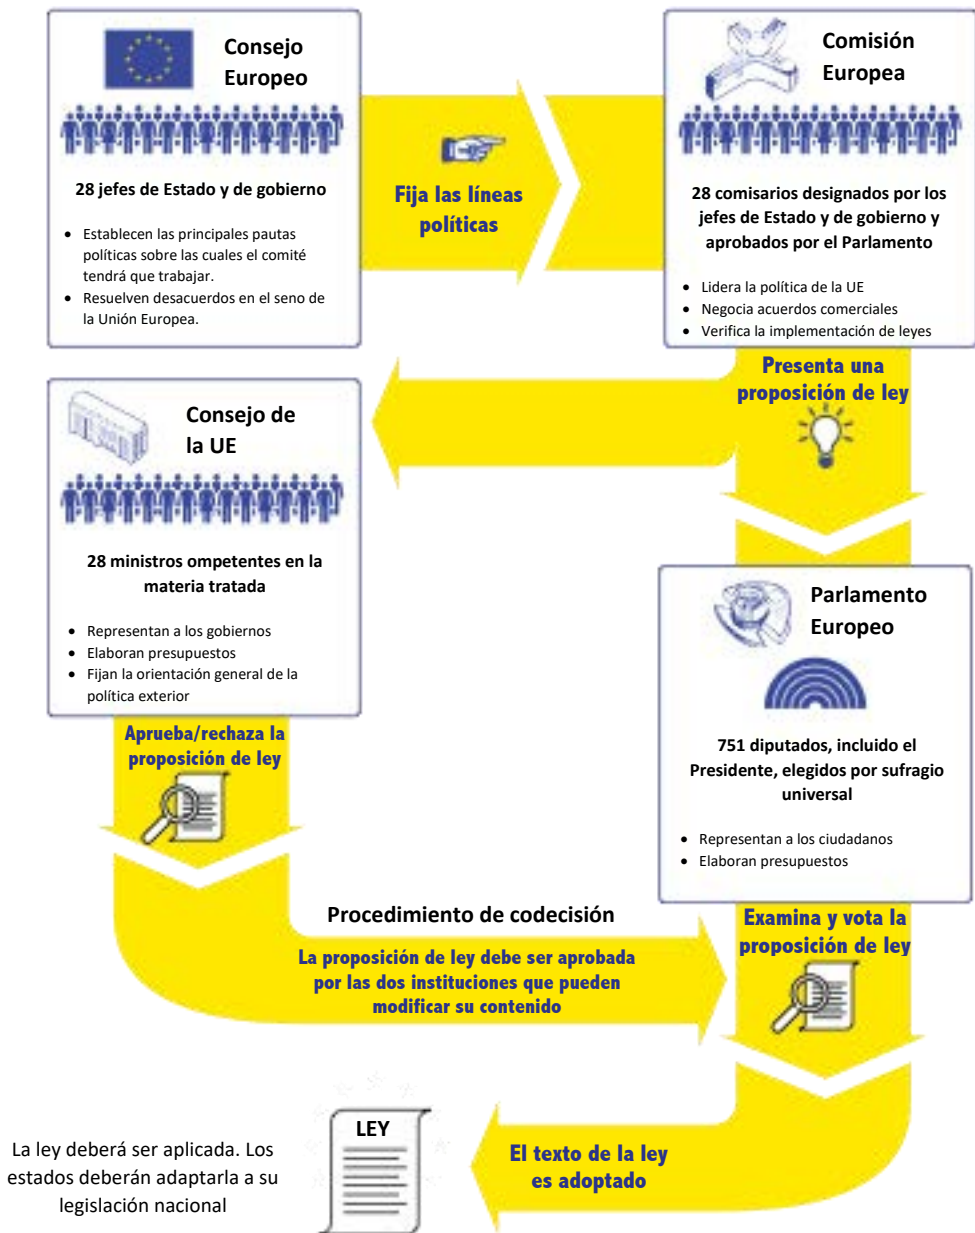 Consejo
Europeo
28 jefes de Estado y de gobierno
• Establecen las principales pautas
políticas sobre las cuales el comité
tendrá que trabajar.
• Resuelven desacuerdos en el seno de
la Unión Europea.
Fija las líneas
políticas
Comisión
Europea
28 comisarios designados por los
jefes de Estado y de gobierno y
aprobados por el Parlamento
• Lidera la política de la UE
• Negocia acuerdos comerciales
• Verifica la implementación de leyes
Presenta una
proposición de ley
Consejo de
la UE
28 ministros ompetentes en la
materia tratada
• Representan a los gobiernos
• Elaboran presupuestos
• Fijan la orientación general de la
política exterior
Aprueba/rechaza la
proposición de ley
Parlamento
Europeo
751 diputados, incluido el
Presidente, elegidos por sufragio
universal
• Representan a los ciudadanos
• Elaboran presupuestos
Examina y vota la
proposición de ley
Procedimiento de codecisión
La proposición de ley debe ser aprobada
por las dos instituciones que pueden
modificar su contenido
El texto de la ley
es adoptado
LEY
La ley deberá ser aplicada. Los
estados deberán adaptarla a su
legislación nacional